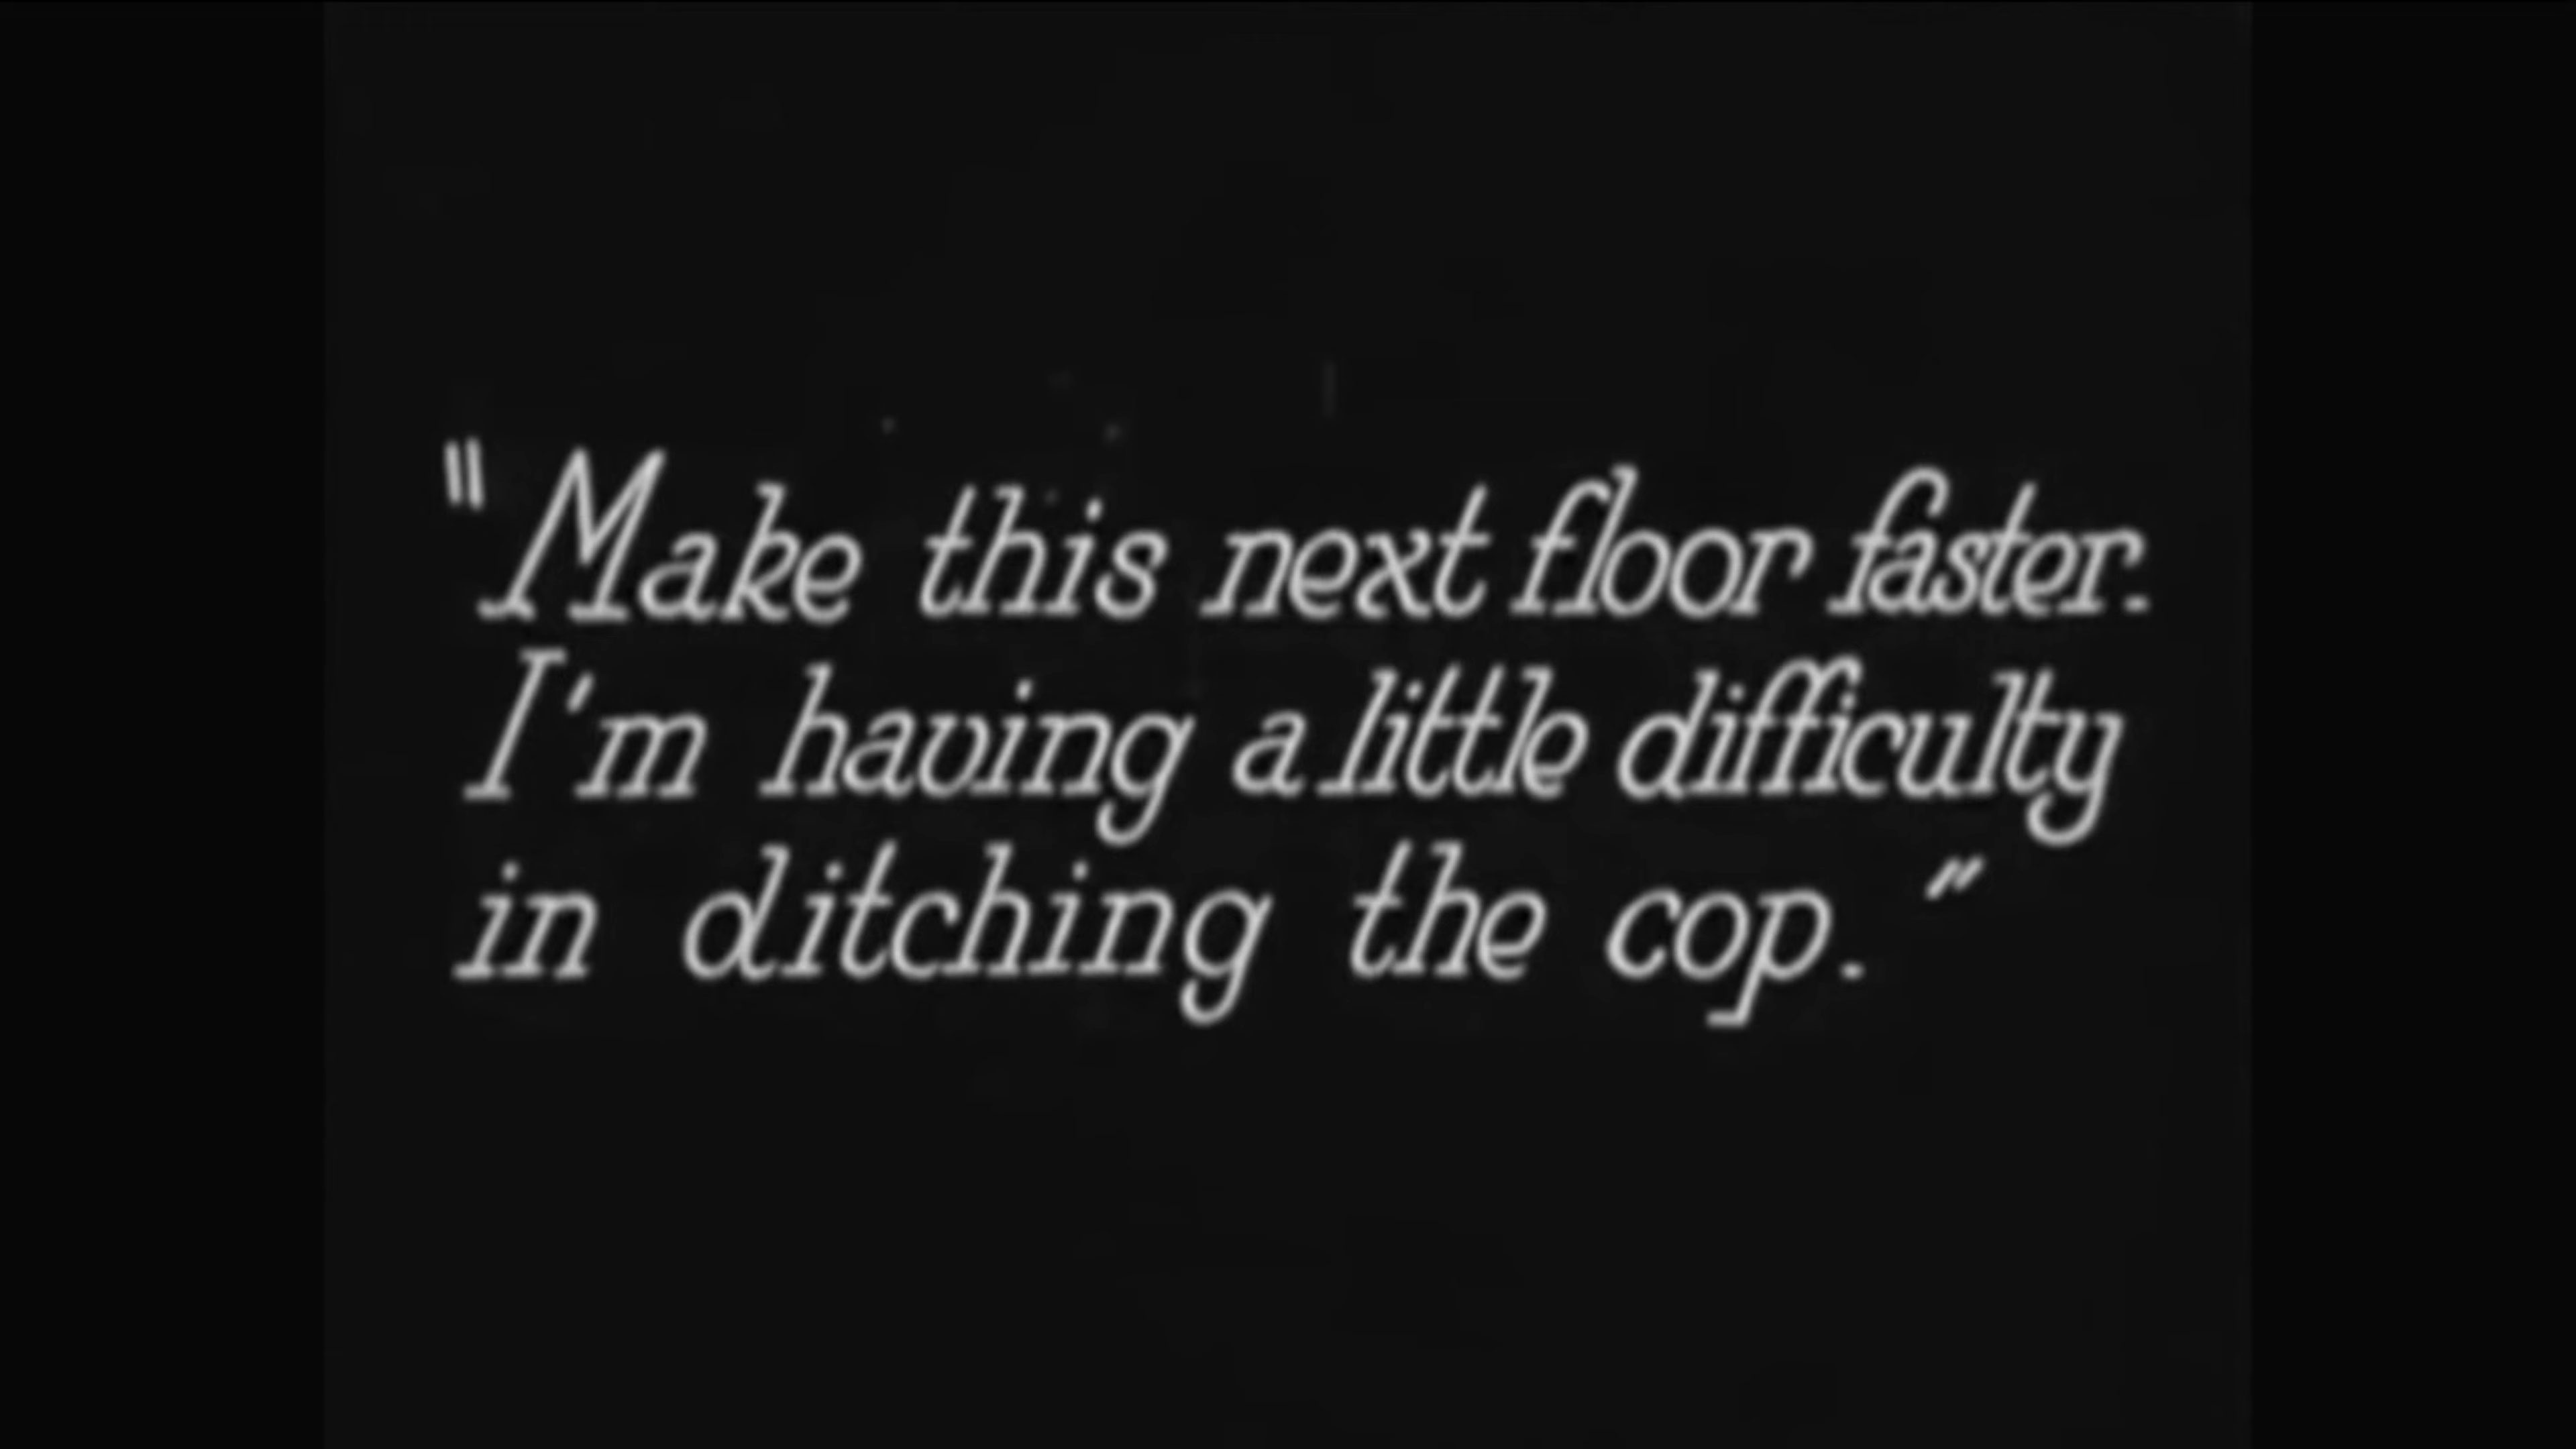 "Make this next floor faster.
I'm having a little difficulty
in ditching the cop."